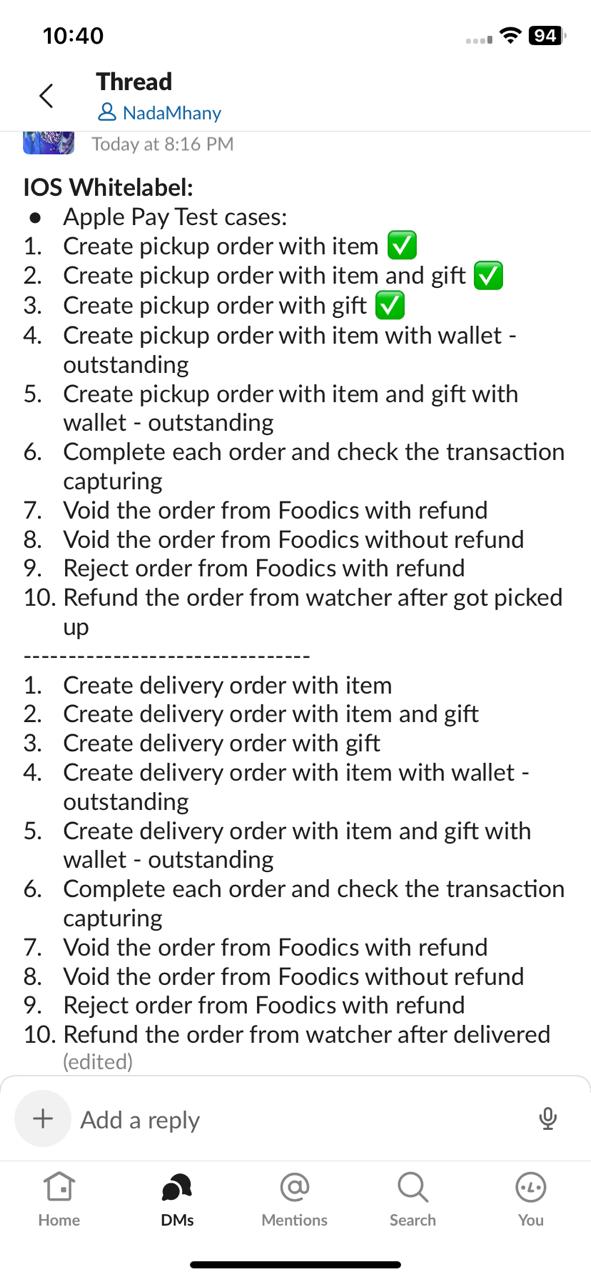 10:40
94
Thread
NadaMhany
Today at 8:16 PM
IOS Whitelabel:
● Apple Pay Test cases:
1. Create pickup order with item ✅
2. Create pickup order with item and gift ✅
3. Create pickup order with gift ✅
4. Create pickup order with item with wallet -
outstanding
5. Create pickup order with item and gift with
wallet - outstanding
6. Complete each order and check the transaction
capturing
7. Void the order from Foodics with refund
8. Void the order from Foodics without refund
9. Reject order from Foodics with refund
10. Refund the order from watcher after got picked
up
--------------------------------
1. Create delivery order with item
2. Create delivery order with item and gift
3. Create delivery order with gift
4. Create delivery order with item with wallet -
outstanding
5. Create delivery order with item and gift with
wallet - outstanding
6. Complete each order and check the transaction
capturing
7. Void the order from Foodics with refund
8. Void the order from Foodics without refund
9. Reject order from Foodics with refund
10. Refund the order from watcher after delivered
(edited)
Add a reply
Home
DMs
Mentions
Search
You